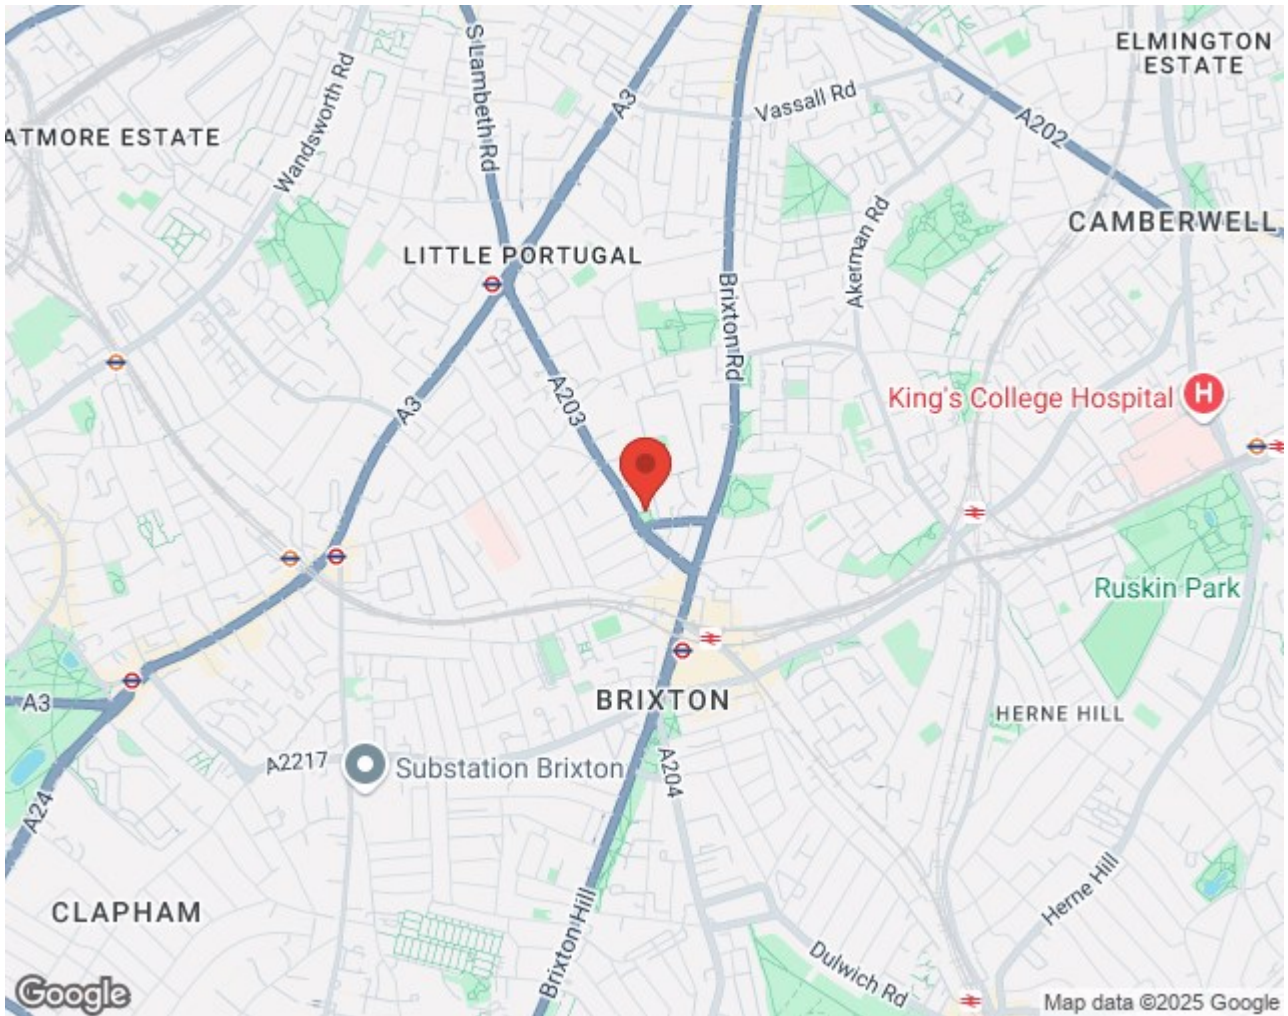 ELMINGTON
ESTATE
S Lambeth Rd
A3
Vassall Rd
A202
ATMORE ESTATE
Wandsworth Rd
Akerman Rd
CAMBERWELL
LITTLE PORTUGAL
Brixton Rd
A203
A3
King's College Hospital
H
Ruskin Park
A3
BRIXTON
HERNE HILL
A2217
Substation Brixton
A204
A24
Herne Hill
CLAPHAM
Brixton Hill
Dulwich Rd
Google
Map data ©2025 Google